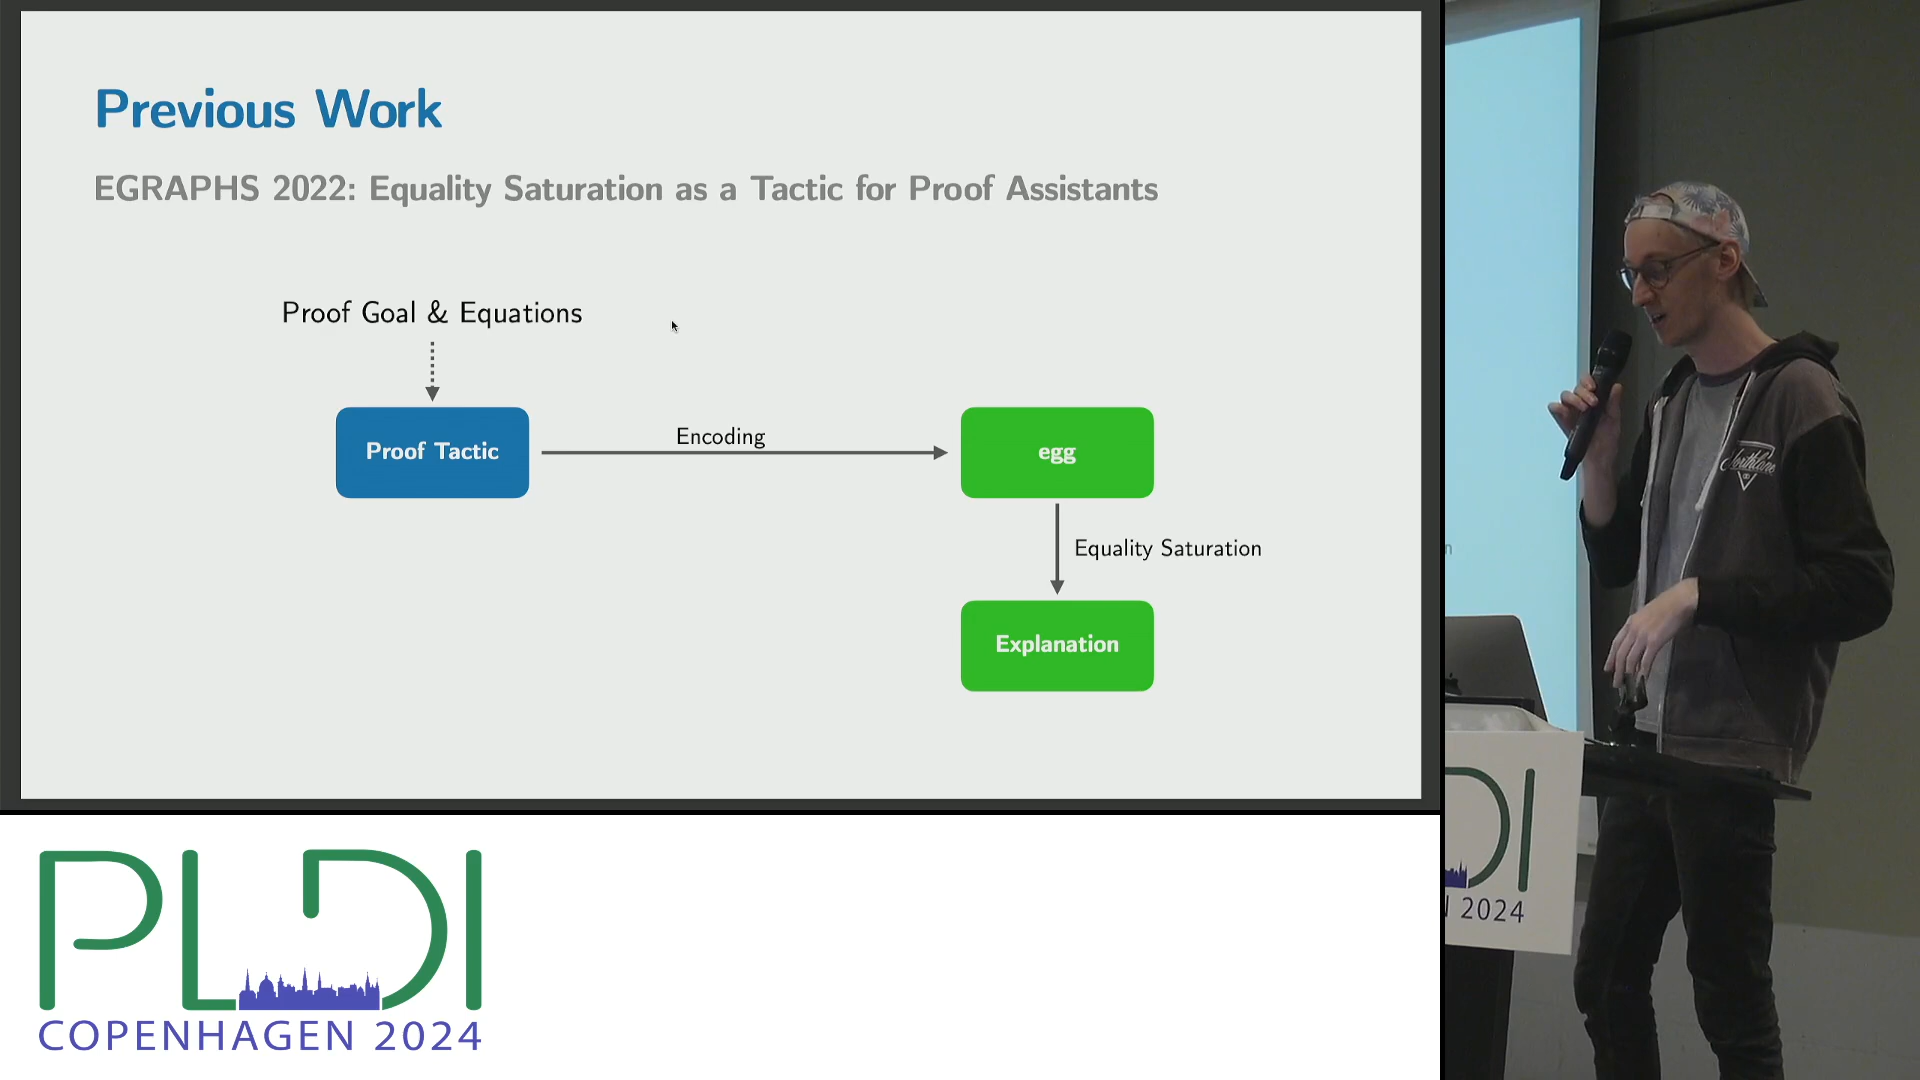 Previous Work
EGRAPHS 2022: Equality Saturation as a Tactic for Proof Assistants
Proof Goal & Equations
Proof Tactic
Encoding
egg
Equality Saturation
Explanation
PLDI
COPENHAGEN 2024
n
DI
N 2024